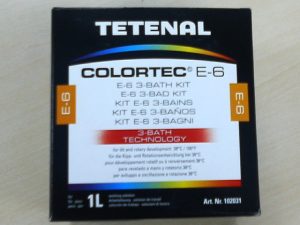 TETENAL
COLORTEC® E-6
E-6 3-BATH KIT
E-6 3-BAD KIT
KIT E-6 3-BAINS
KIT E-6 3-BAÑOS
KIT E-6 3-BAGNI
E-6
E-6
3-BATH
TECHNOLOGY
for kit and rotary development 38°C / 100°F
1L
Art. Nr. 102031